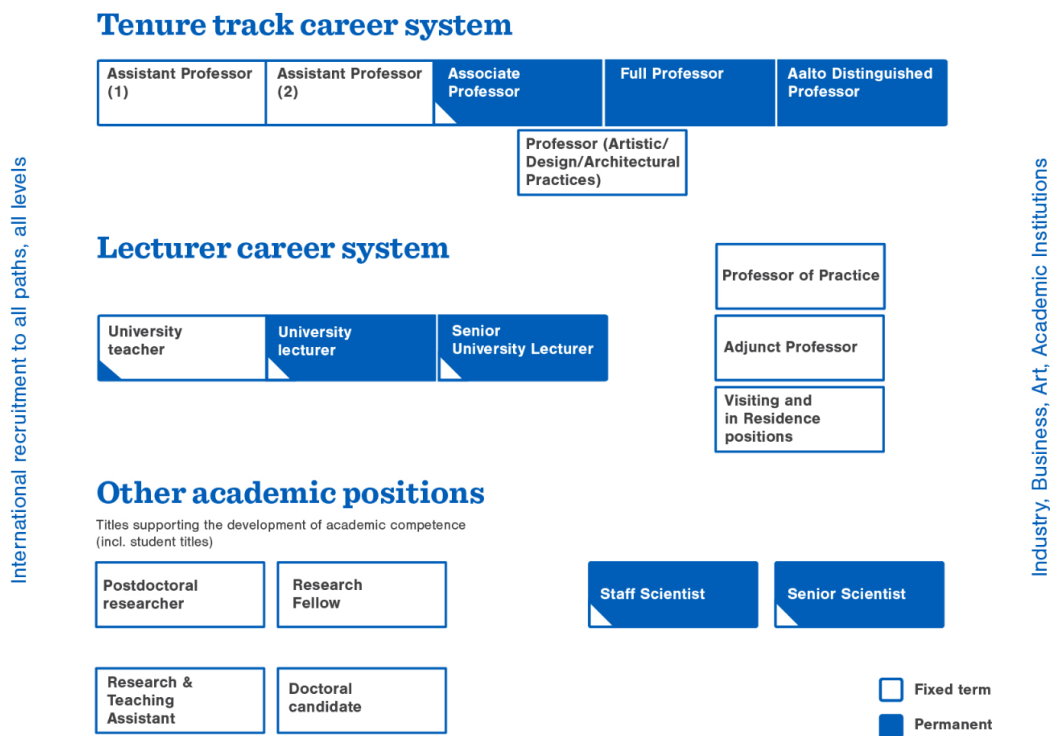 Tenure track career system
Assistant Professor
(1)
Assistant Professor
(2)
Associate
Professor
Full Professor
Aalto Distinguished
Professor
Professor (Artistic/
Design/Architectural
Practices)
International recruitment to all paths, all levels
Industry, Business, Art, Academic Institutions
Lecturer career system
University
teacher
University
lecturer
Senior
University Lecturer
Professor of Practice
Adjunct Professor
Visiting and
in Residence
positions
Other academic positions
Titles supporting the development of academic competence
(incl. student titles)
Postdoctoral
researcher
Research
Fellow
Staff Scientist
Senior Scientist
Research &
Teaching
Assistant
Doctoral
candidate
Fixed term
Permanent